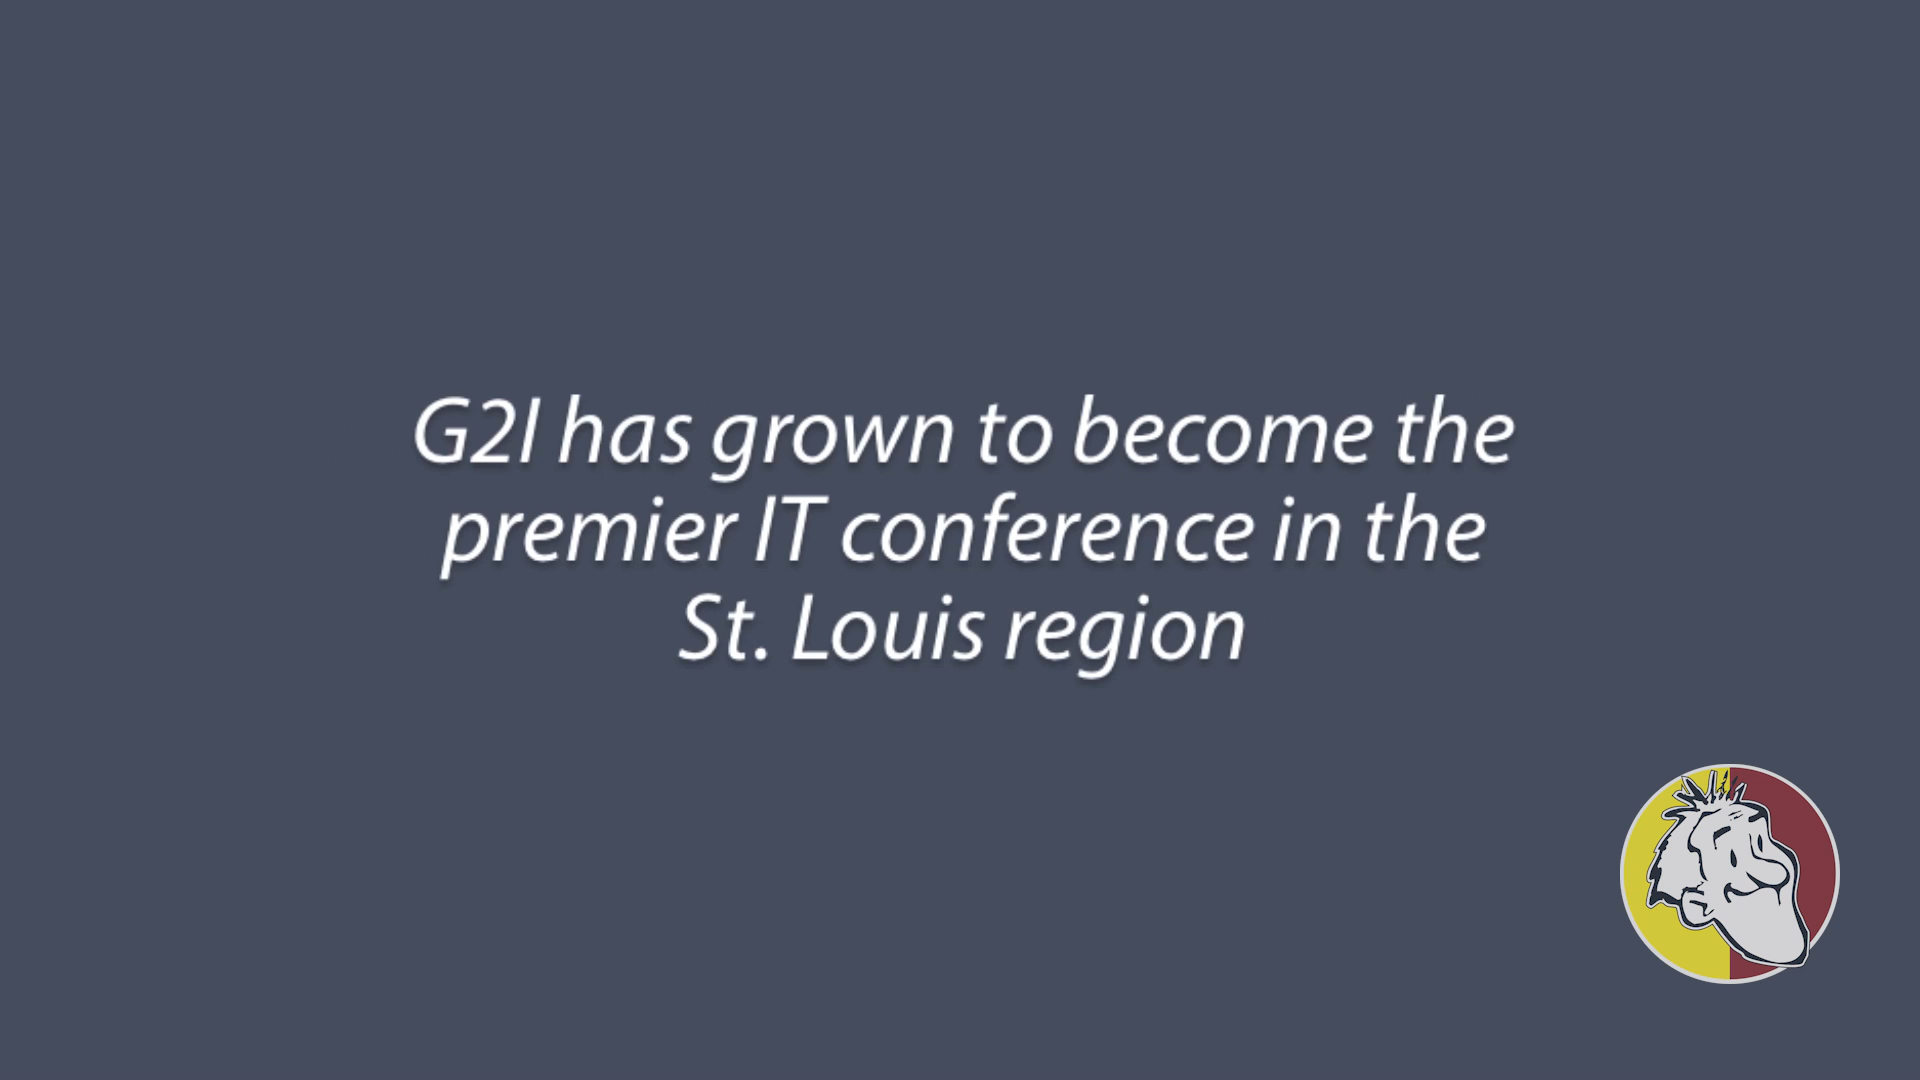 G2I has grown to become the
premier IT conference in the
St. Louis region